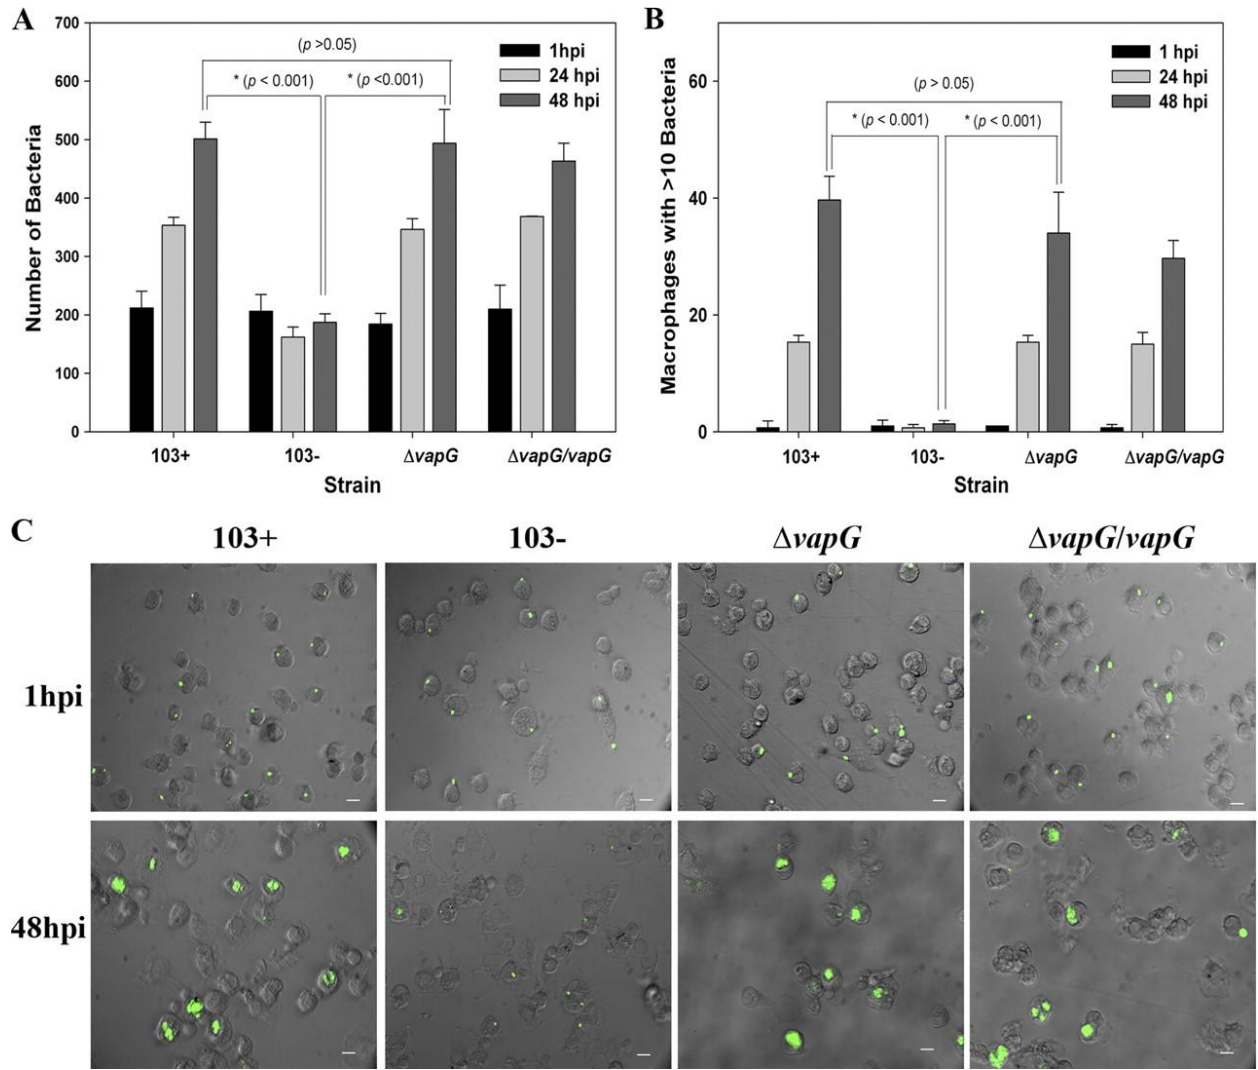 A
Number of Bacteria
700
600
500
400
300
200
100
0
(p >0.05)
* (p < 0.001)
* (p <0.001)
1hpi
24 hpi
48 hpi
103+
103-
ΔvapG
ΔvapG/vapG
Strain
B
Macrophages with >10 Bacteria
60
40
20
0
(p > 0.05)
* (p < 0.001)
* (p < 0.001)
1 hpi
24 hpi
48 hpi
103+
103-
ΔvapG
ΔvapG/vapG
Strain
C
103+
103-
ΔvapG
ΔvapG/vapG
1hpi
48hpi